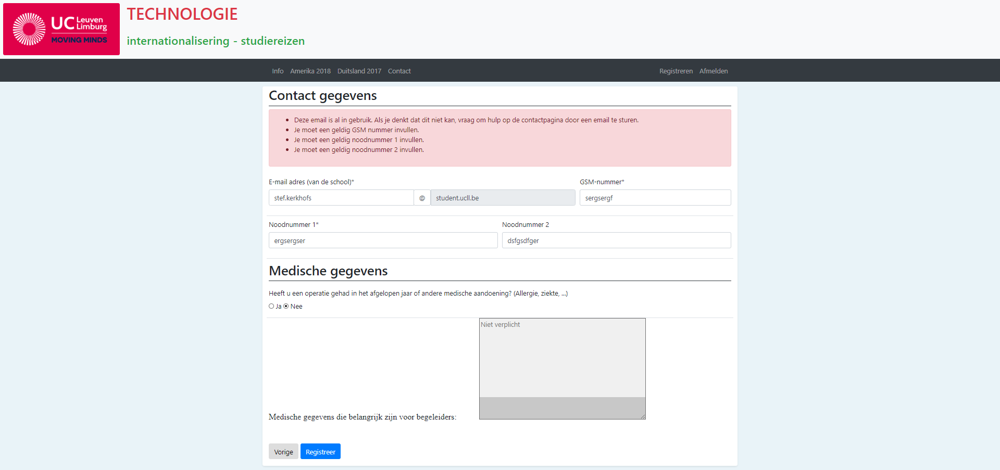 UC Leuven
Limburg
MOVING MINDS
TECHNOLOGIE
internationalisering - studiereizen
Info Amerika 2018 Duitsland 2017 Contact Registreren Afmelden
Contact gegevens
Deze email is al in gebruik. Als je denkt dat dit niet kan, vraag om hulp op de contactpagina door een email te sturen.
Je moet een geldig GSM nummer invullen.
Je moet een geldig noodnummer 1 invullen.
Je moet een geldig noodnummer 2 invullen.
E-mail adres (van de school)* GSM-nummer*
stef.kerkhofs @ student.ucll.be sergsergf
Noodnummer 1* Noodnummer 2
ergsergser dsfgsdfger
Medische gegevens
Heeft u een operatie gehad in het afgelopen jaar of andere medische aandoening? (Allergie, ziekte, ...)
Ja Nee
Niet verplicht
Medische gegevens die belangrijk zijn voor begeleiders:
Vorige Registreer